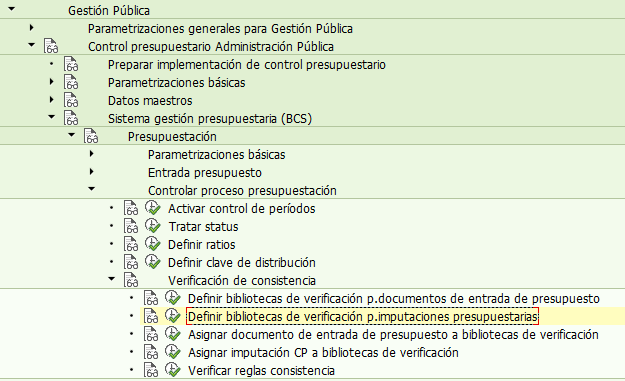 Gestión Pública
Parametrizaciones generales para Gestión Pública
Control presupuestario Administración Pública
Preparar implementación de control presupuestario
Parametrizaciones básicas
Datos maestros
Sistema gestión presupuestaria (BCS)
Presupuestación
Parametrizaciones básicas
Entrada presupuesto
Controlar proceso presupuestación
Activar control de períodos
Tratar status
Definir ratios
Definir clave de distribución
Verificación de consistencia
Definir bibliotecas de verificación p.documentos de entrada de presupuesto
Definir bibliotecas de verificación p.imputaciones presupuestarias
Asignar documento de entrada de presupuesto a bibliotecas de verificación
Asignar imputación CP a bibliotecas de verificación
Verificar reglas consistencia